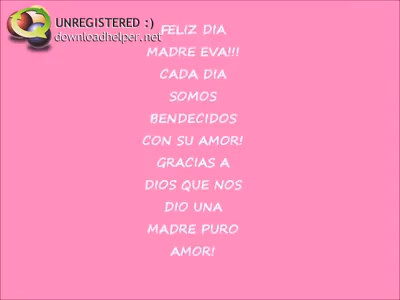 UNREGISTERED :)
downloadhelper.net
FELIZ DIA
MADRE EVA!!!
CADA DIA
SOMOS
BENDECIDOS
CON SU AMOR!
GRACIAS A
DIOS QUE NOS
DIO UNA
MADRE PURO
AMOR!